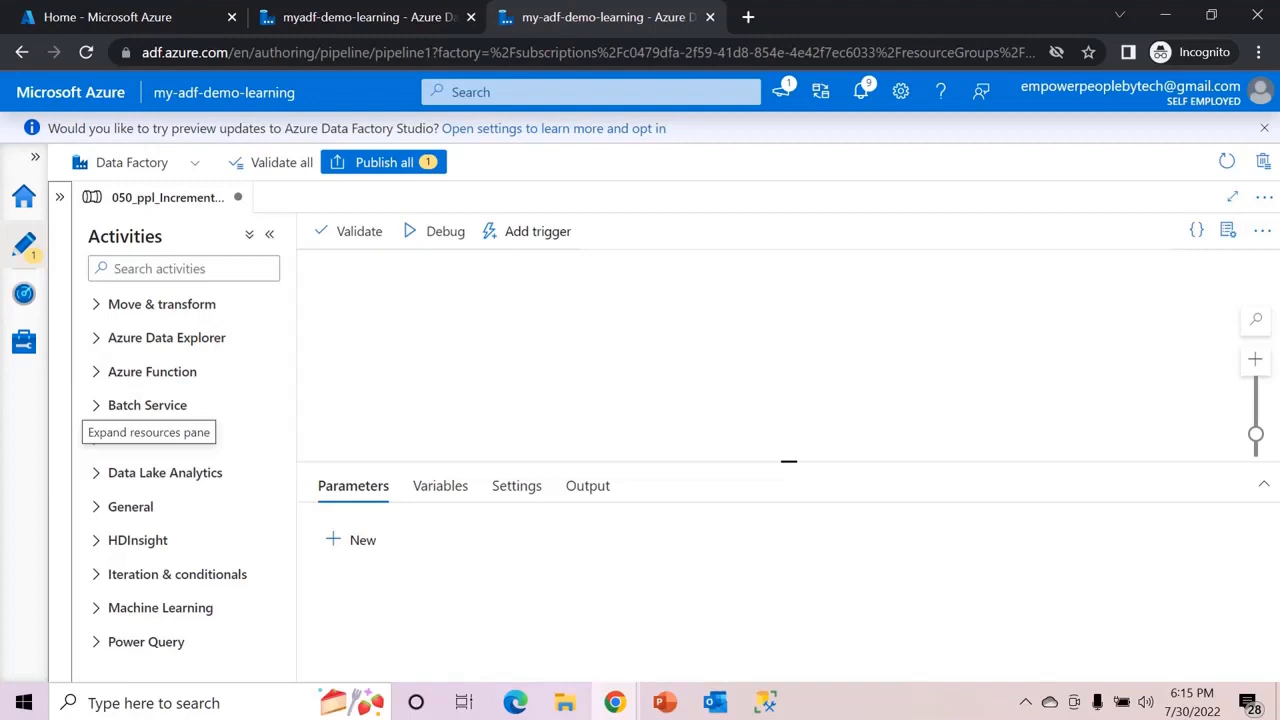 Home - Microsoft Azure
myadf-demo-learning - Azure Da
my-adf-demo-learning - Azure D
adf.azure.com/en/authoring/pipeline/pipeline1?factory=%2Fsubscriptions%2Fc0479dfa-2f59-41d8-854e-4e42f7ec6033%2FresourceGroups%2F...
Incognito
Microsoft Azure
my-adf-demo-learning
Search
1
9
empowerpeoplebytech@gmail.com
SELF EMPLOYED
Would you like to try preview updates to Azure Data Factory Studio? Open settings to learn more and opt in
Data Factory
Validate all
Publish all 1
050_ppl_Increment...
Activities
Validate
Debug
Add trigger
1
Search activities
Move & transform
Azure Data Explorer
Azure Function
Batch Service
Expand resources pane
Data Lake Analytics
General
HDInsight
Iteration & conditionals
Machine Learning
Power Query
Parameters
Variables
Settings
Output
New
Type here to search
6:15 PM
7/30/2022
28